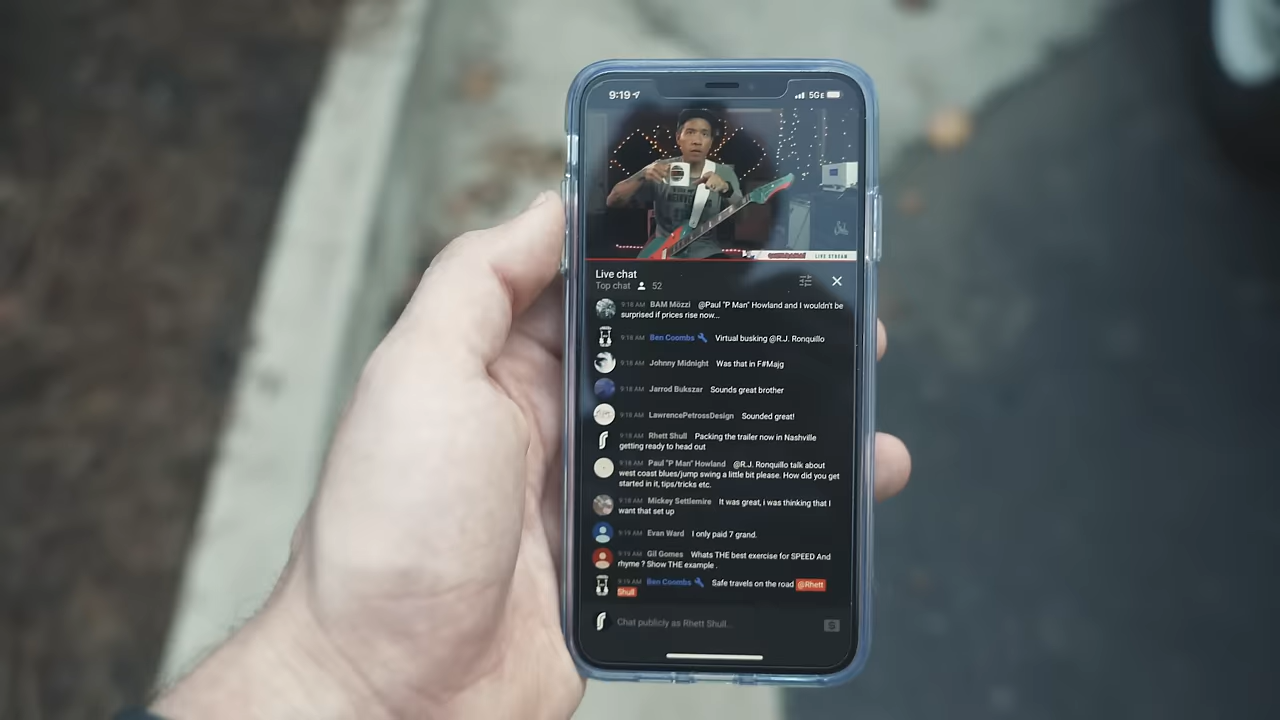 9:19
5GE
LIVE STREAM
Live chat
Top chat 52
9:18 AM BAM Mözzi @Paul "P Man" Howland and I wouldn't be
surprised if prices rise now...
9:18 AM Ben Coombs Virtual busking @R.J. Ronquillo
9:18 AM Johnny Midnight Was that in F#Majg
9:18 AM Jarrod Bukszar Sounds great brother
9:18 AM LawrencePetrossDesign Sounded great!
9:18 AM Rhett Shull Packing the trailer now in Nashville
getting ready to head out
9:18 AM Paul "P Man" Howland @R.J. Ronquillo talk about
west coast blues/jump swing a little bit please. How did you get
started in it, tips/tricks etc.
9:18 AM Mickey Settlemire It was great, i was thinking that I
want that set up
9:19 AM Evan Ward I only paid 7 grand.
9:19 AM Gil Gomes Whats THE best exercise for SPEED And
rhyme ? Show THE example .
9:19 AM Ben Coombs Safe travels on the road @Rhett
Shull
Chat publicly as Rhett Shull...